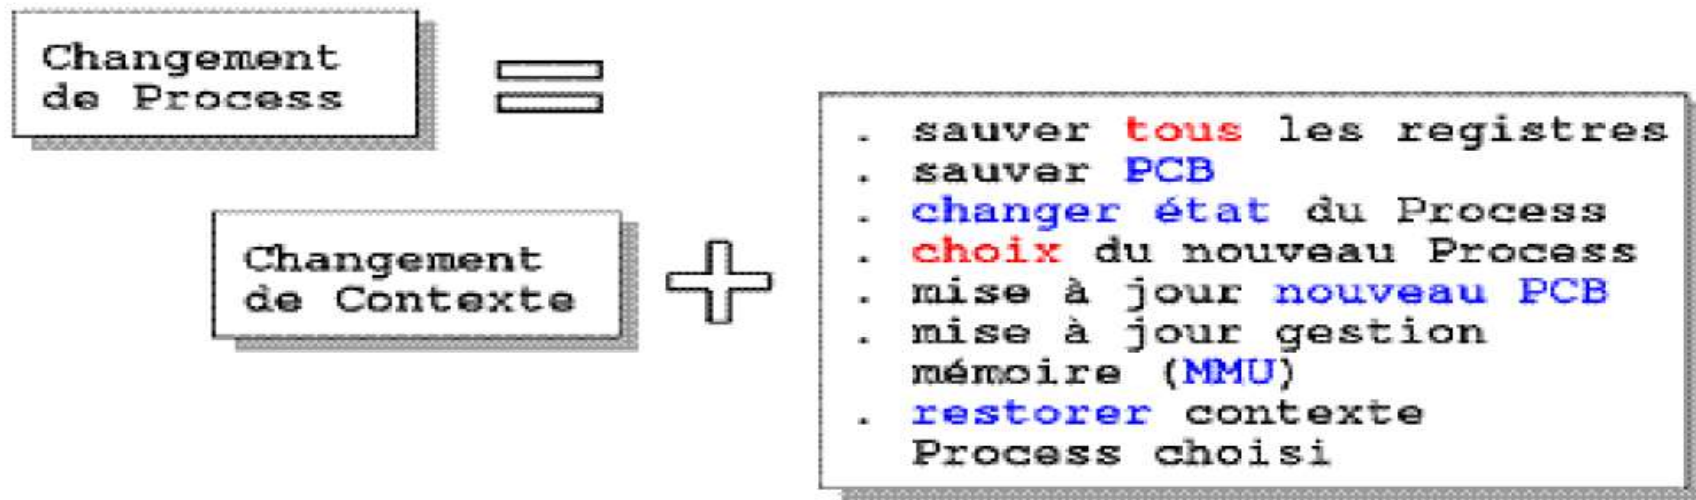 Changement
de Process
Changement
de Contexte
. sauver tous les registres
. sauver PCB
. changer état du Process
. choix du nouveau Process
. mise à jour nouveau PCB
. mise à jour gestion
mémoire (MMU)
. restorer contexte
Process choisi